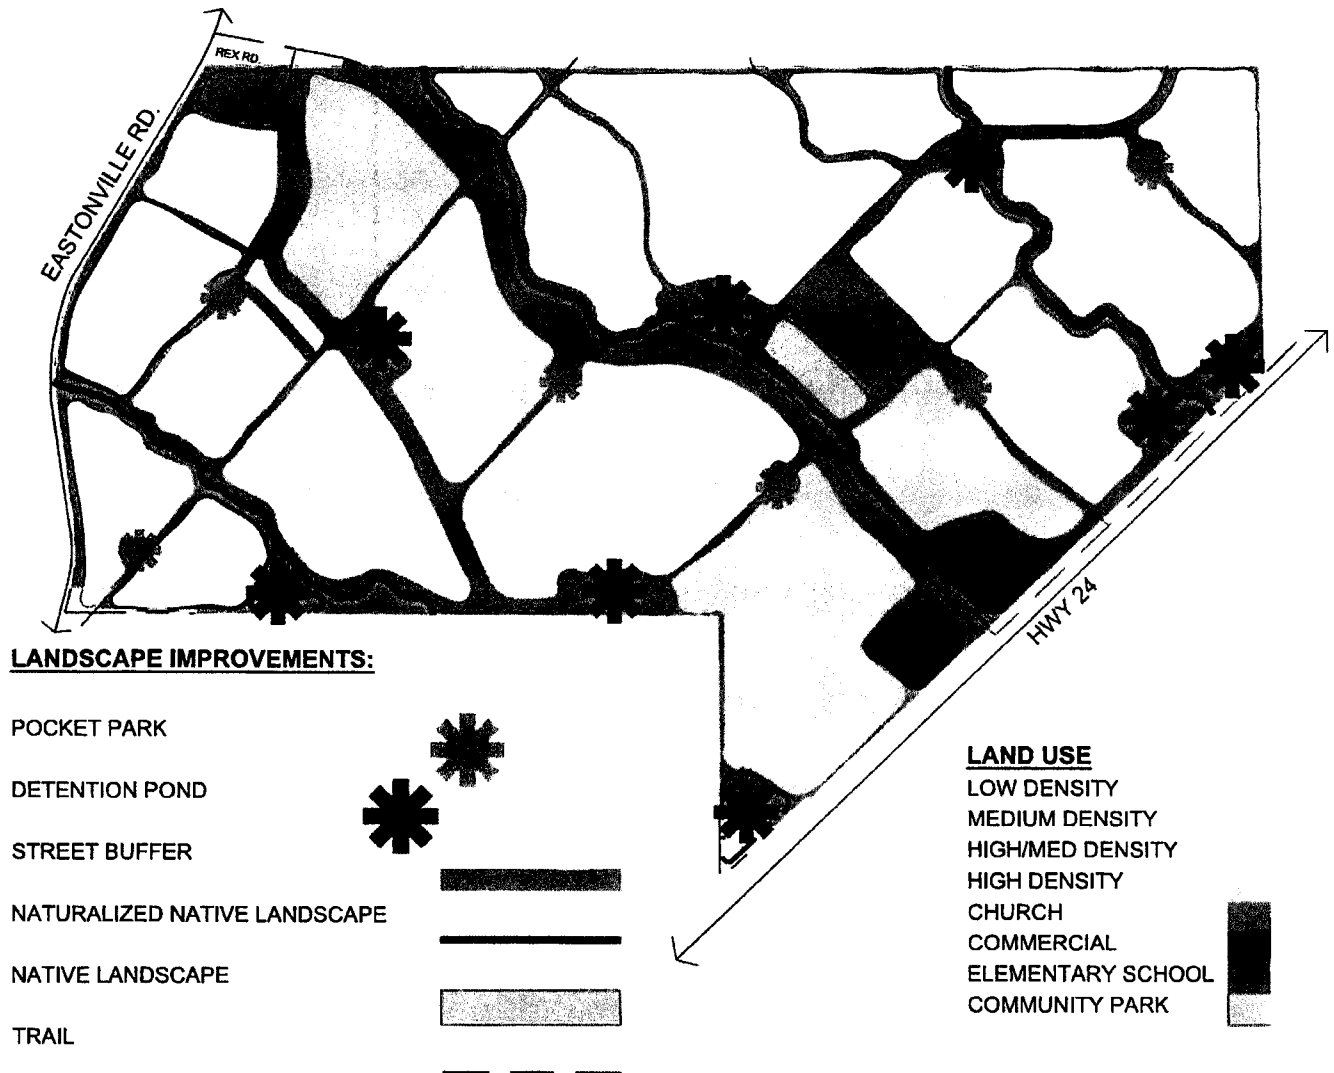 REX RD.
EASTONVILLE RD.
HWY 24
LANDSCAPE IMPROVEMENTS:
POCKET PARK
DETENTION POND
STREET BUFFER
NATURALIZED NATIVE LANDSCAPE
NATIVE LANDSCAPE
TRAIL
LAND USE
LOW DENSITY
MEDIUM DENSITY
HIGH/MED DENSITY
HIGH DENSITY
CHURCH
COMMERCIAL
ELEMENTARY SCHOOL
COMMUNITY PARK